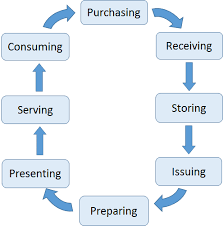 Purchasing
Receiving
Storing
Issuing
Preparing
Presenting
Serving
Consuming